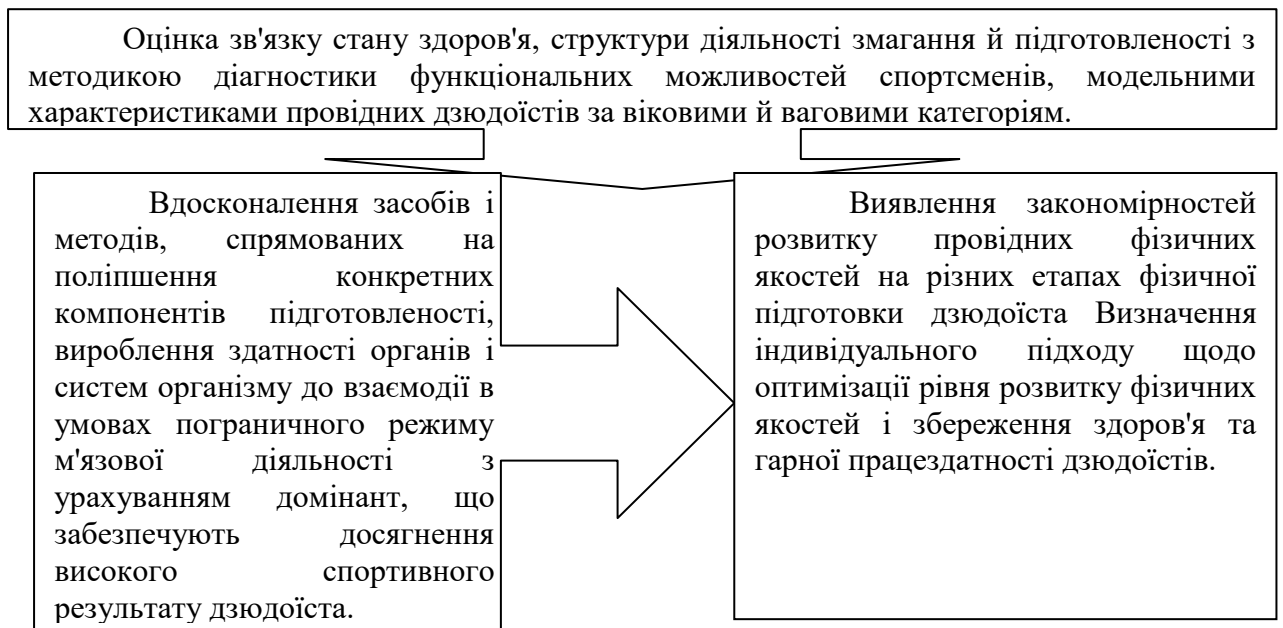 Оцінка зв'язку стану здоров'я, структури діяльності змагання й підготовленості з
методикою діагностики функціональних можливостей спортсменів, модельними
характеристиками провідних дзюдоїстів за віковими й ваговими категоріям.
Вдосконалення засобів і
методів, спрямованих на
поліпшення конкретних
компонентів підготовленості,
вироблення здатності органів і
систем організму до взаємодії в
умовах пограничного режиму
м'язової діяльності з
урахуванням домінант, що
забезпечують досягнення
високого спортивного
результату дзюдоїста.
Виявлення закономірностей
розвитку провідних фізичних
якостей на різних етапах фізичної
підготовки дзюдоїста Визначення
індивідуального підходу щодо
оптимізації рівня розвитку фізичних
якостей і збереження здоров'я та
гарної працездатності дзюдоїстів.